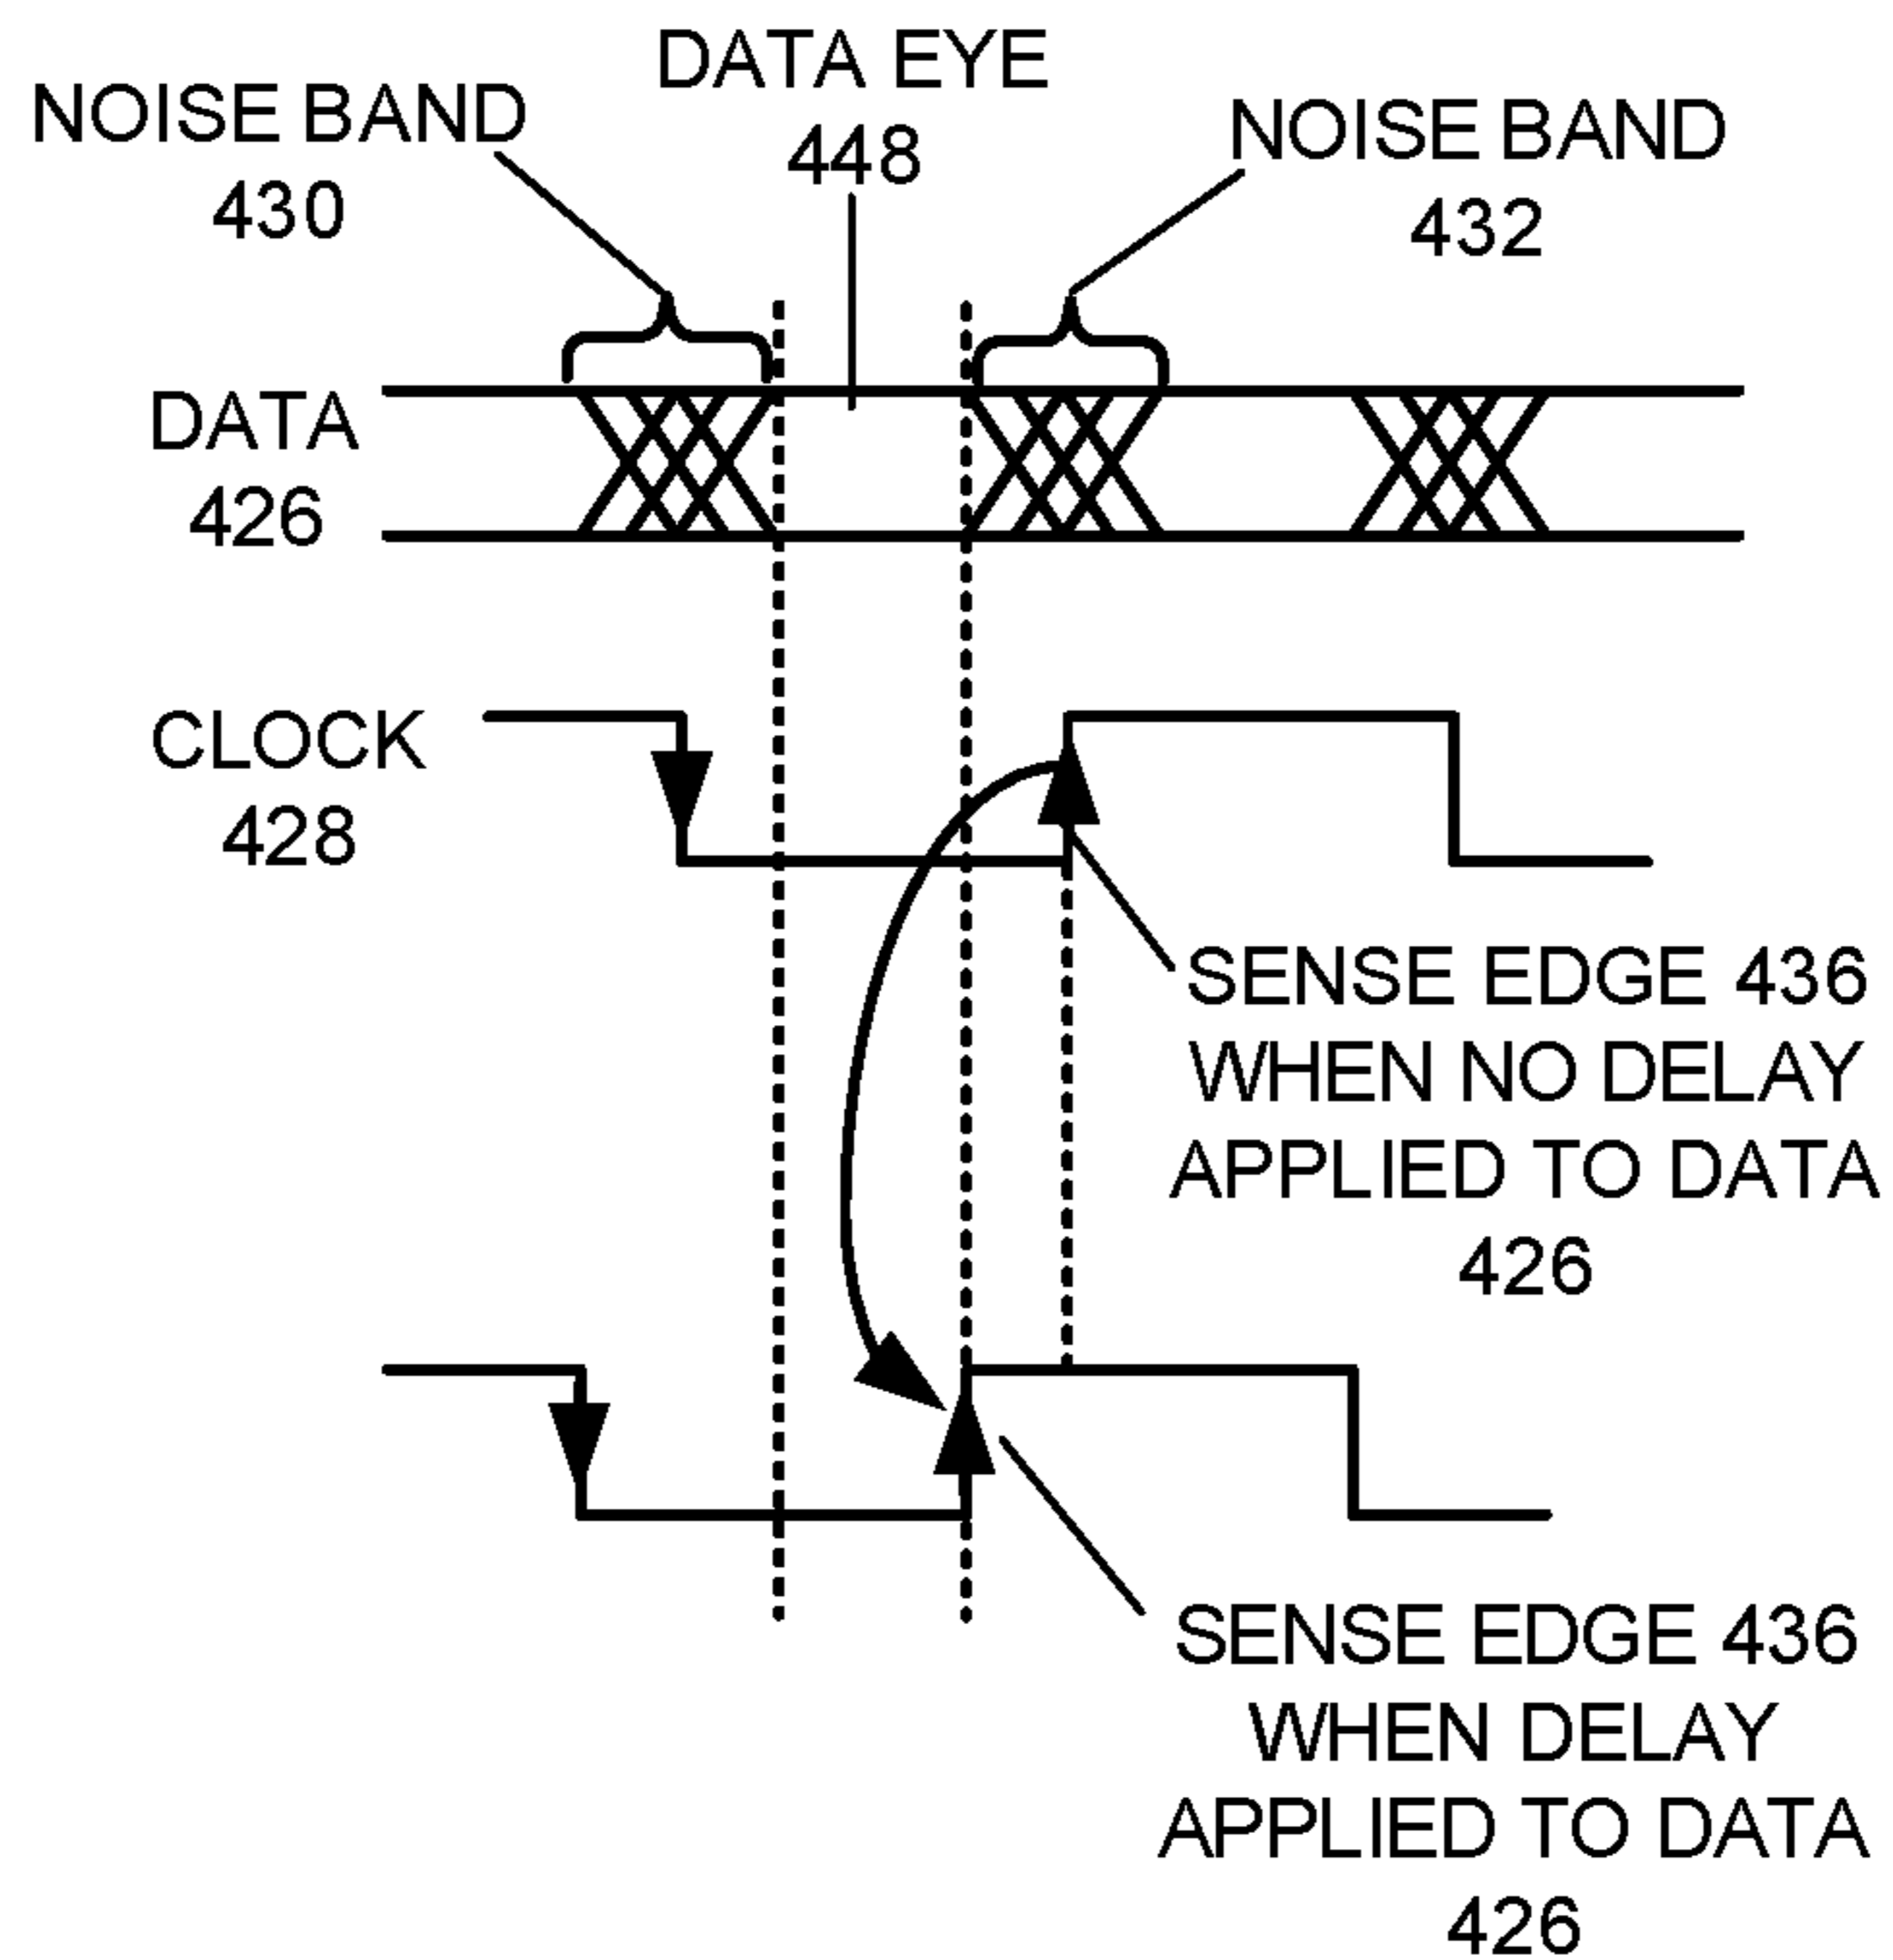 DATA EYE
448
NOISE BAND
430
NOISE BAND
432
DATA
426
CLOCK
428
SENSE EDGE 436
WHEN NO DELAY
APPLIED TO DATA
426
SENSE EDGE 436
WHEN DELAY
APPLIED TO DATA
426